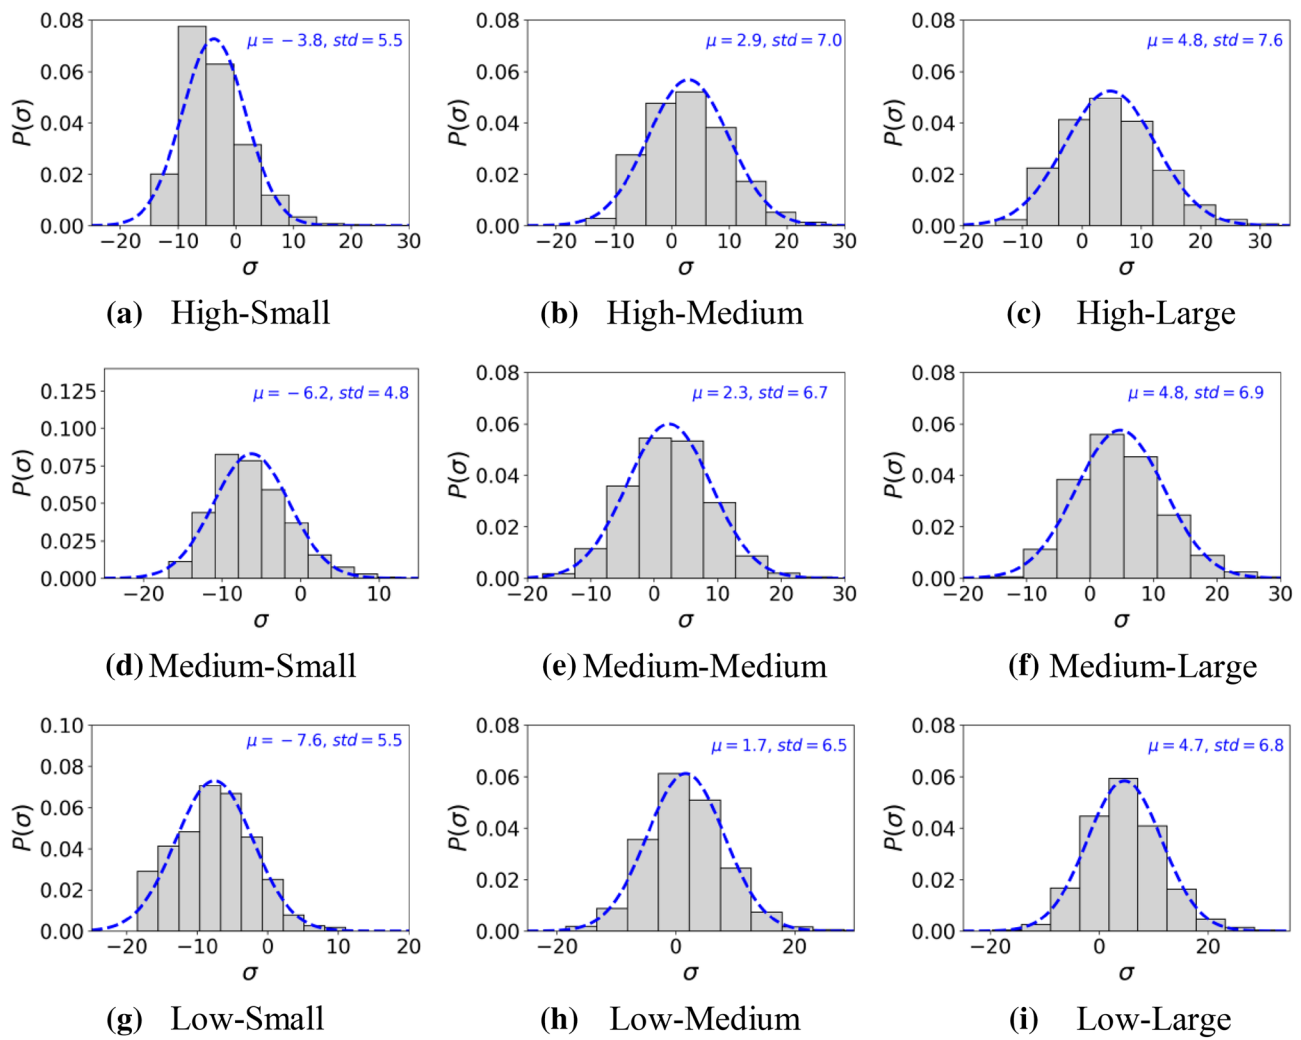 μ = −3.8, std = 5.5
0.08
0.06
0.04
0.02
0.00
P(σ)
−20 −10 0 10 20 30
σ
(a) High-Small
μ = 2.9, std = 7.0
0.08
0.06
0.04
0.02
0.00
P(σ)
−20 −10 0 10 20 30
σ
(b) High-Medium
μ = 4.8, std = 7.6
0.08
0.06
0.04
0.02
0.00
P(σ)
−20 −10 0 10 20 30
σ
(c) High-Large
μ = −6.2, std = 4.8
0.125
0.100
0.075
0.050
0.025
0.000
P(σ)
−20 −10 0 10
σ
(d) Medium-Small
μ = 2.3, std = 6.7
0.08
0.06
0.04
0.02
0.00
P(σ)
−20 −10 0 10 20 30
σ
(e) Medium-Medium
μ = 4.8, std = 6.9
0.08
0.06
0.04
0.02
0.00
P(σ)
−20 −10 0 10 20 30
σ
(f) Medium-Large
μ = −7.6, std = 5.5
0.10
0.08
0.06
0.04
0.02
0.00
P(σ)
−20 −10 0 10 20
σ
(g) Low-Small
μ = 1.7, std = 6.5
0.08
0.06
0.04
0.02
0.00
P(σ)
−20 0 20
σ
(h) Low-Medium
μ = 4.7, std = 6.8
0.08
0.06
0.04
0.02
0.00
P(σ)
−20 0 20
σ
(i) Low-Large